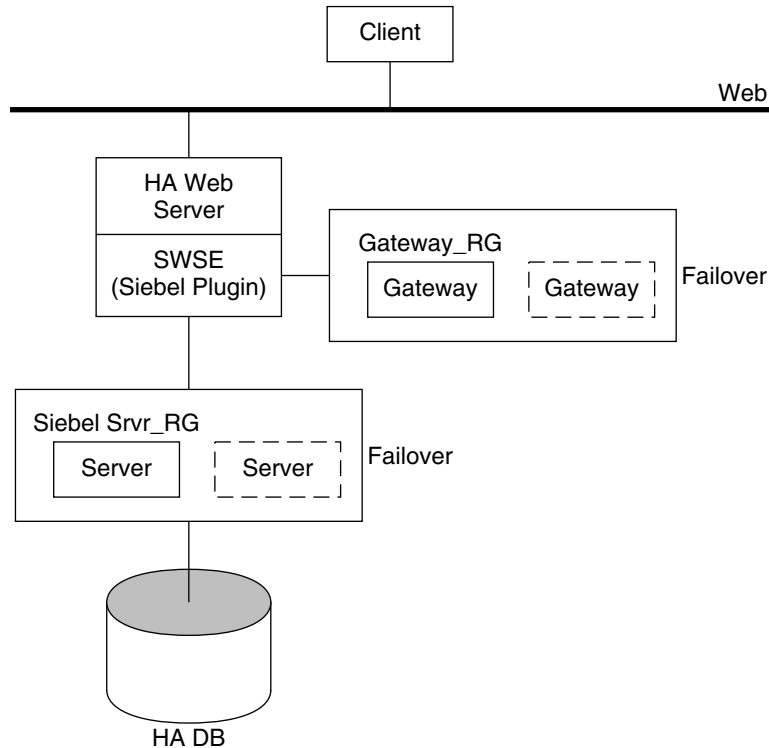 Client
Web
HA Web
Server
SWSE
(Siebel Plugin)
Gateway_RG
Gateway
Gateway
Failover
Siebel Srvr_RG
Server
Server
Failover
HA DB